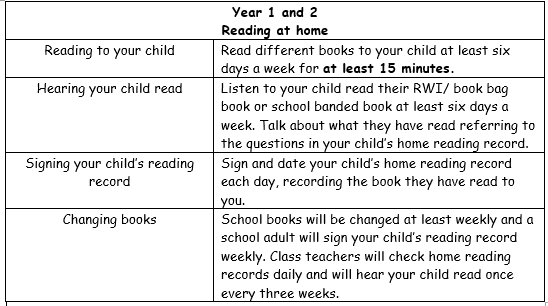 Year 1 and 2
Reading at home
Reading to your child
Read different books to your child at least six
days a week for at least 15 minutes.
Hearing your child read
Listen to your child read their RWI/ book bag
book or school banded book at least six days a
week. Talk about what they have read referring to
the questions in your child's home reading record.
Signing your child's reading
record
Sign and date your child's home reading record
each day, recording the book they have read to
you.
Changing books
School books will be changed at least weekly and a
school adult will sign your child's reading record
weekly. Class teachers will check home reading
records daily and will hear your child read once
every three weeks.